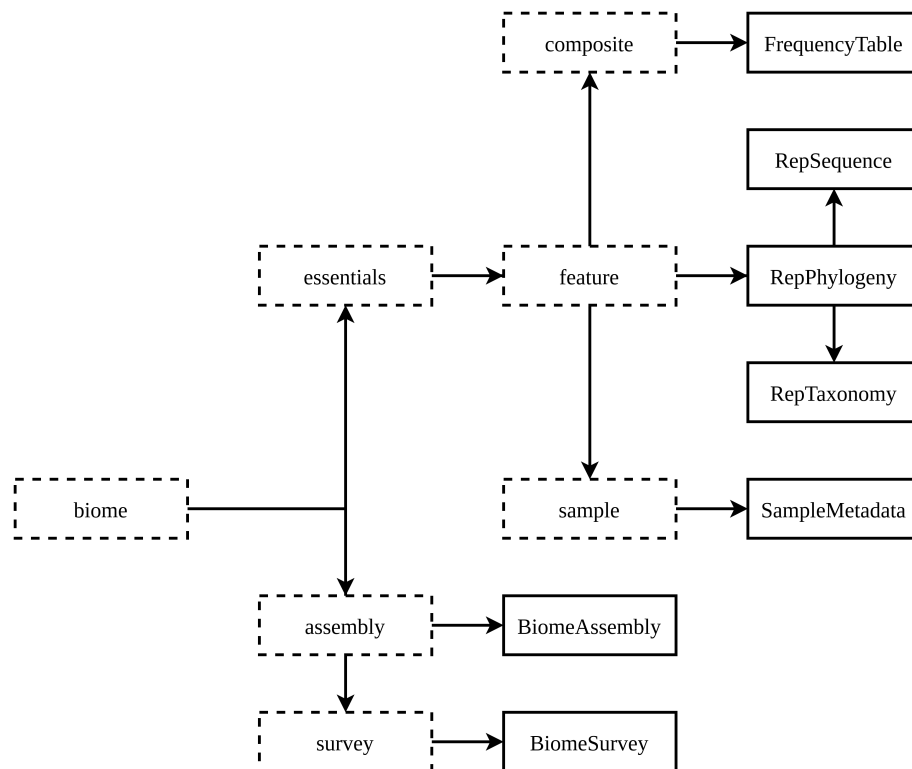 composite
FrequencyTable
RepSequence
essentials
feature
RepPhylogeny
RepTaxonomy
biome
sample
SampleMetadata
assembly
BiomeAssembly
survey
BiomeSurvey